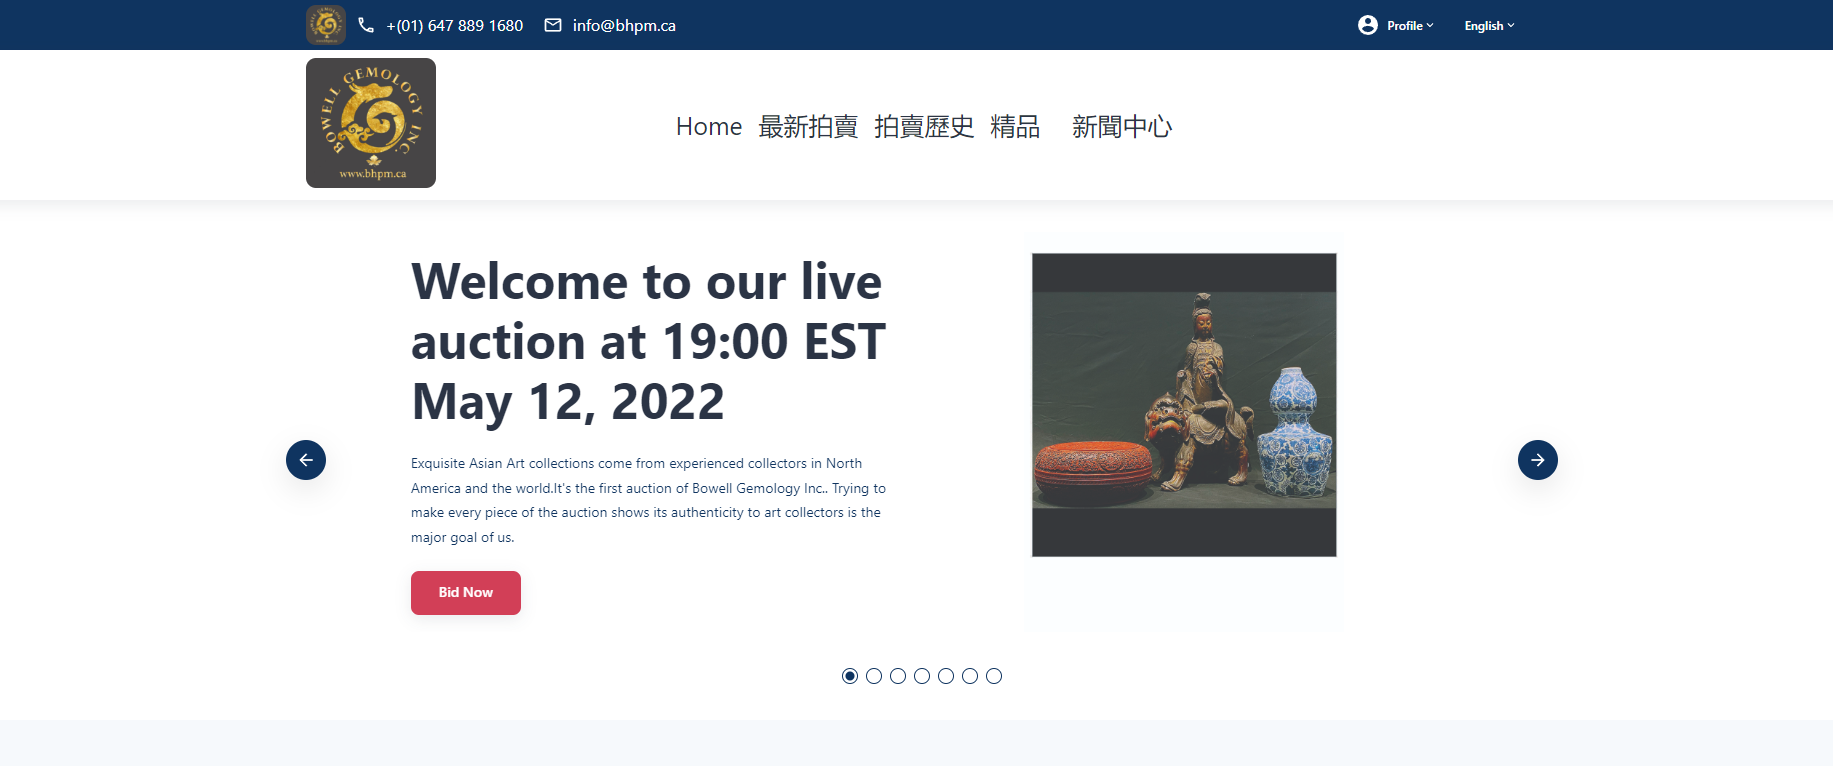 +(01) 647 889 1680 info@bhpm.ca Profile English
BOWELL GEMOLOGY INC.
www.bhpm.ca
Home 最新拍賣 拍賣歷史 精品 新聞中心
Welcome to our live
auction at 19:00 EST
May 12, 2022
Exquisite Asian Art collections come from experienced collectors in North
America and the world.It's the first auction of Bowell Gemology Inc.. Trying to
make every piece of the auction shows its authenticity to art collectors is the
major goal of us.
Bid Now